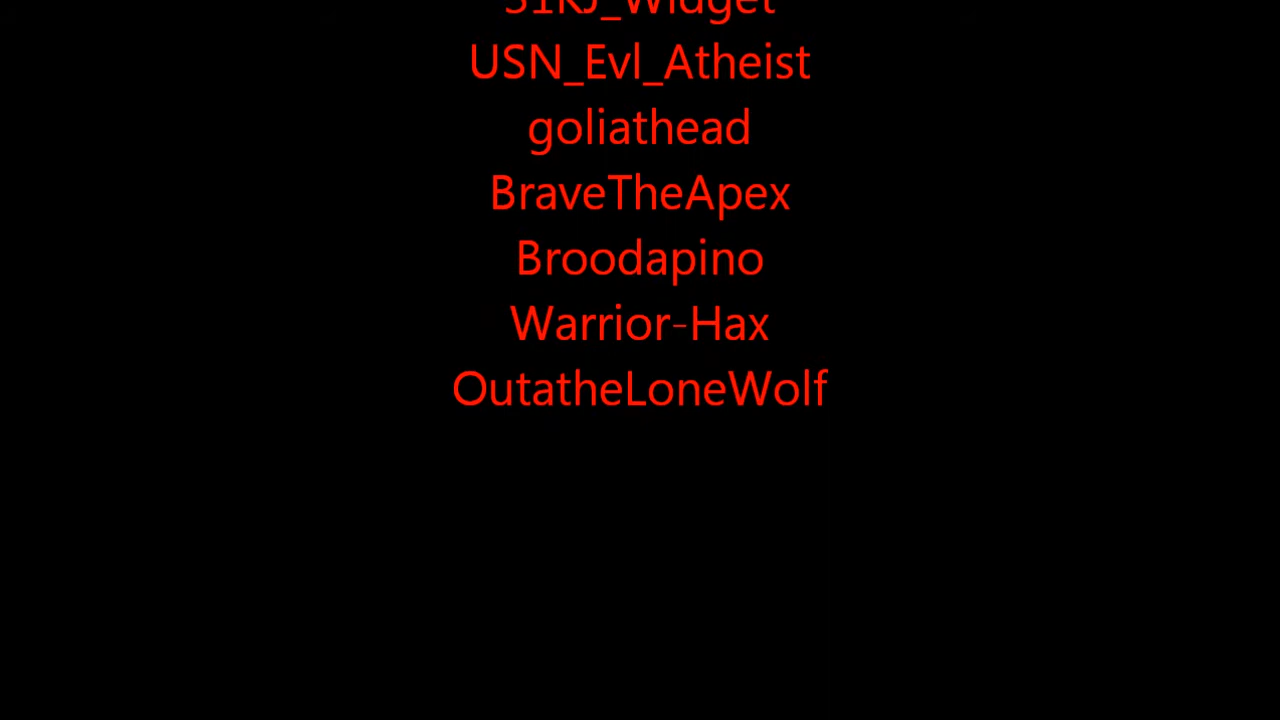 USN_Evl_Atheist
goliathead
BraveTheApex
Broodapino
Warrior-Hax
OutatheLoneWolf